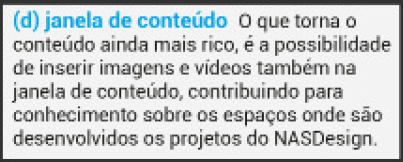 (d) janela de conteúdo O que torna o
conteúdo ainda mais rico, é a possibilidade
de inserir imagens e vídeos também na
janela de conteúdo, contribuindo para
conhecimento sobre os espaços onde são
desenvolvidos os projetos do NASDesign.